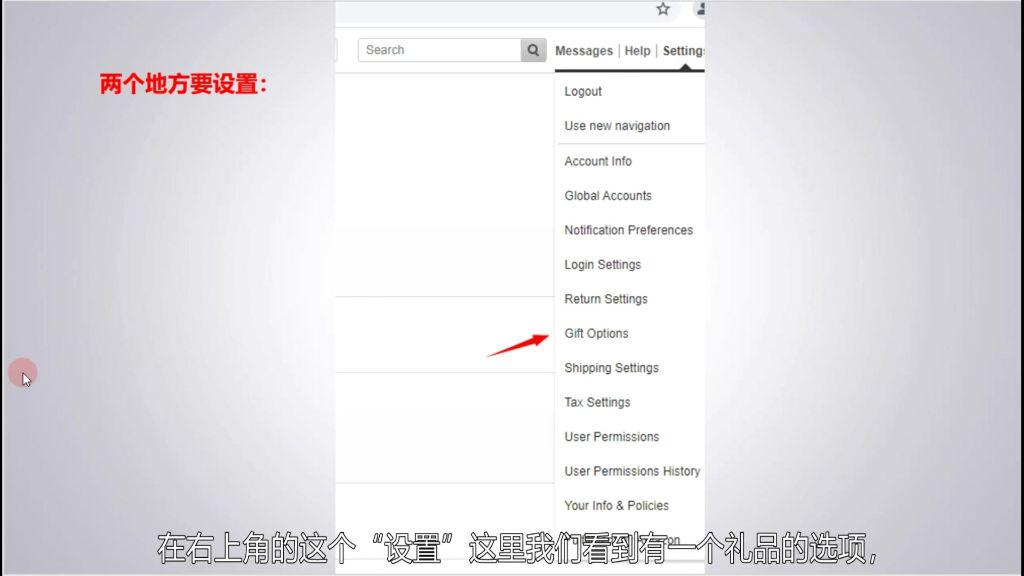 Search
Messages | Help | Settings
两个地方要设置:
Logout
Use new navigation
Account Info
Global Accounts
Notification Preferences
Login Settings
Return Settings
Gift Options
Shipping Settings
Tax Settings
User Permissions
User Permissions History
Your Info & Policies
在右上角的这个“设置”这里我们看到有一个礼品的选项，